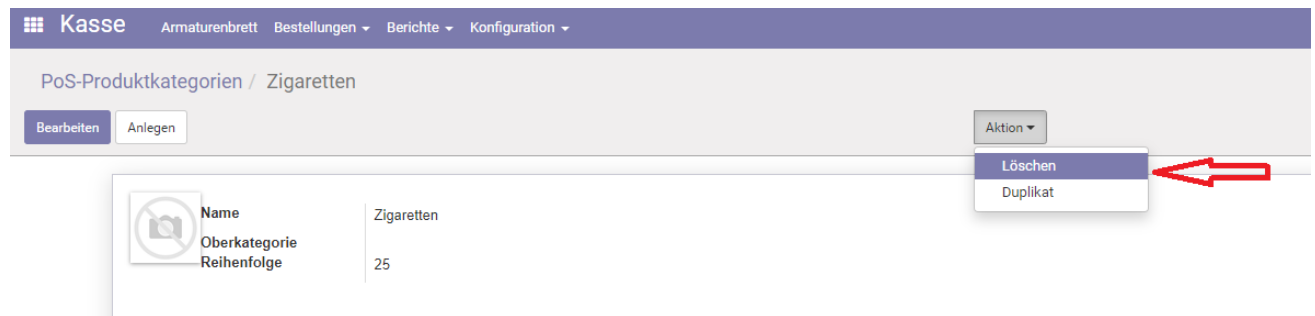 Kasse Armaturenbrett Bestellungen Berichte Konfiguration
PoS-Produktkategorien / Zigaretten
Bearbeiten Anlegen Aktion
Löschen
Duplikat
Name Zigaretten
Oberkategorie
Reihenfolge 25